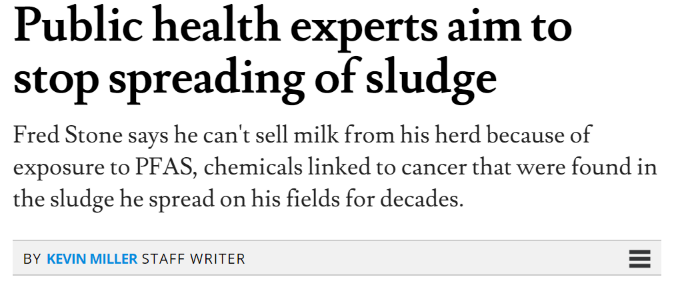 Public health experts aim to
stop spreading of sludge
Fred Stone says he can't sell milk from his herd because of
exposure to PFAS, chemicals linked to cancer that were found in
the sludge he spread on his fields for decades.
BY KEVIN MILLER STAFF WRITER